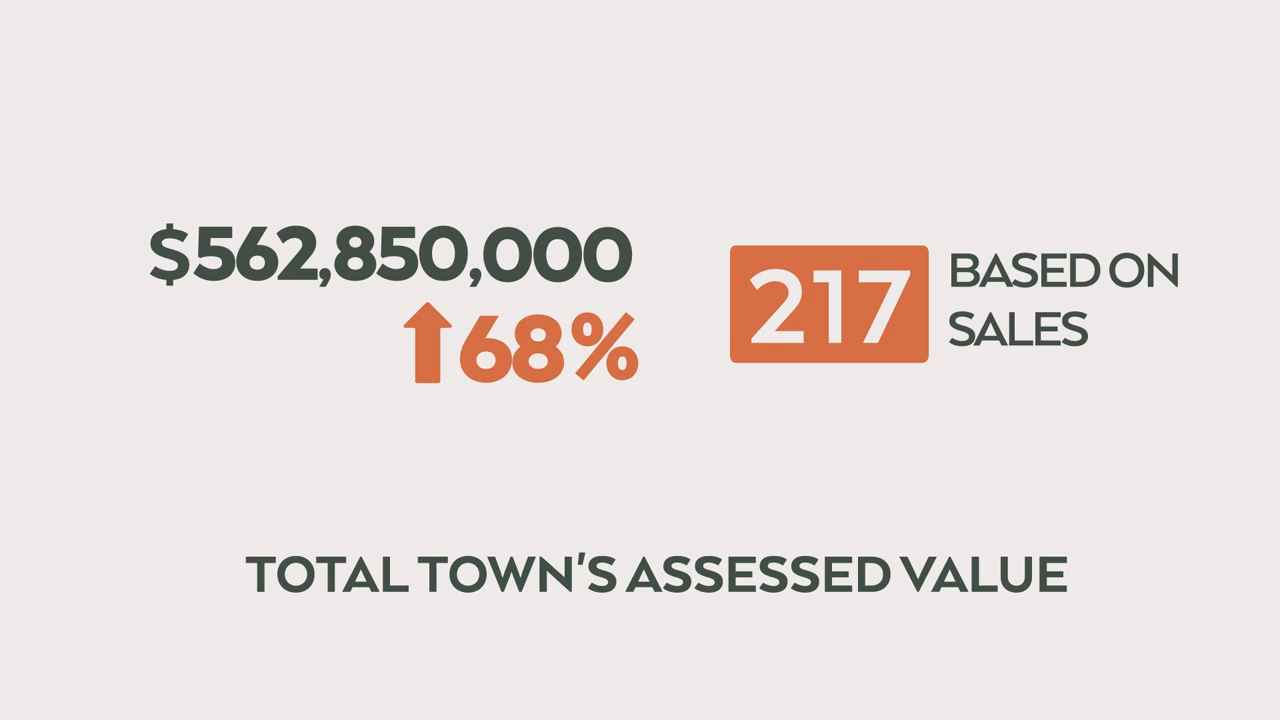 $562,850,000
68%
217
BASED ON
SALES
TOTAL TOWN'S ASSESSED VALUE